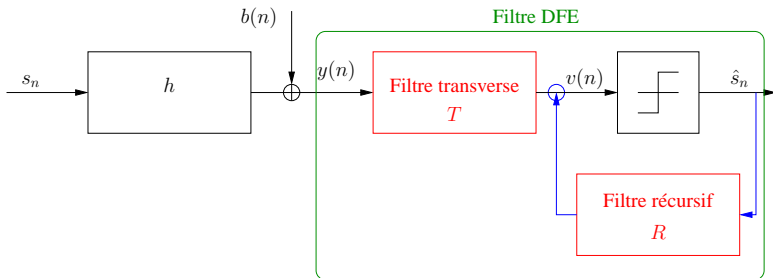 Filtre DFE
b(n)
s_n
h
y(n)
Filtre transverse
T
v(n)
ŝ_n
Filtre récursif
R